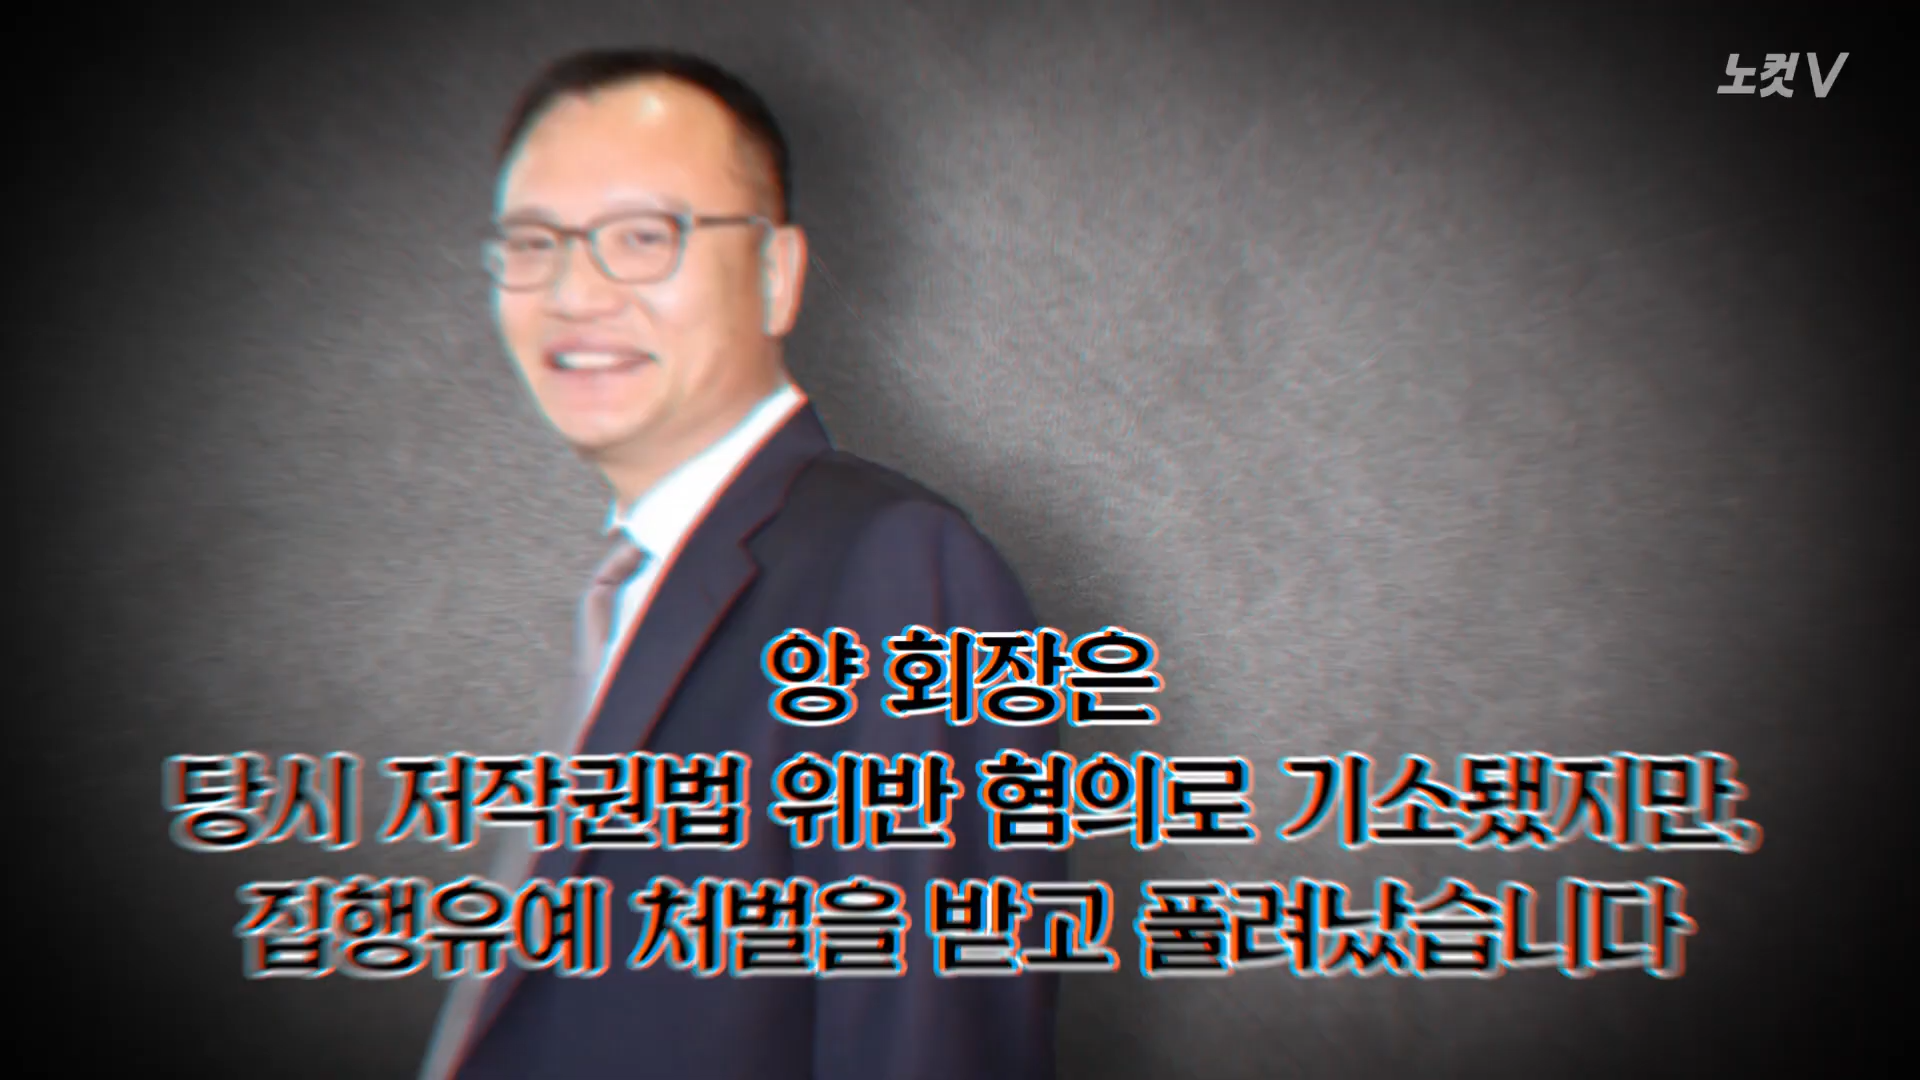 노컷V
양 회장은
당시 저작권법 위반 혐의로 기소됐지만,
집행유예 처벌을 받고 풀려났습니다